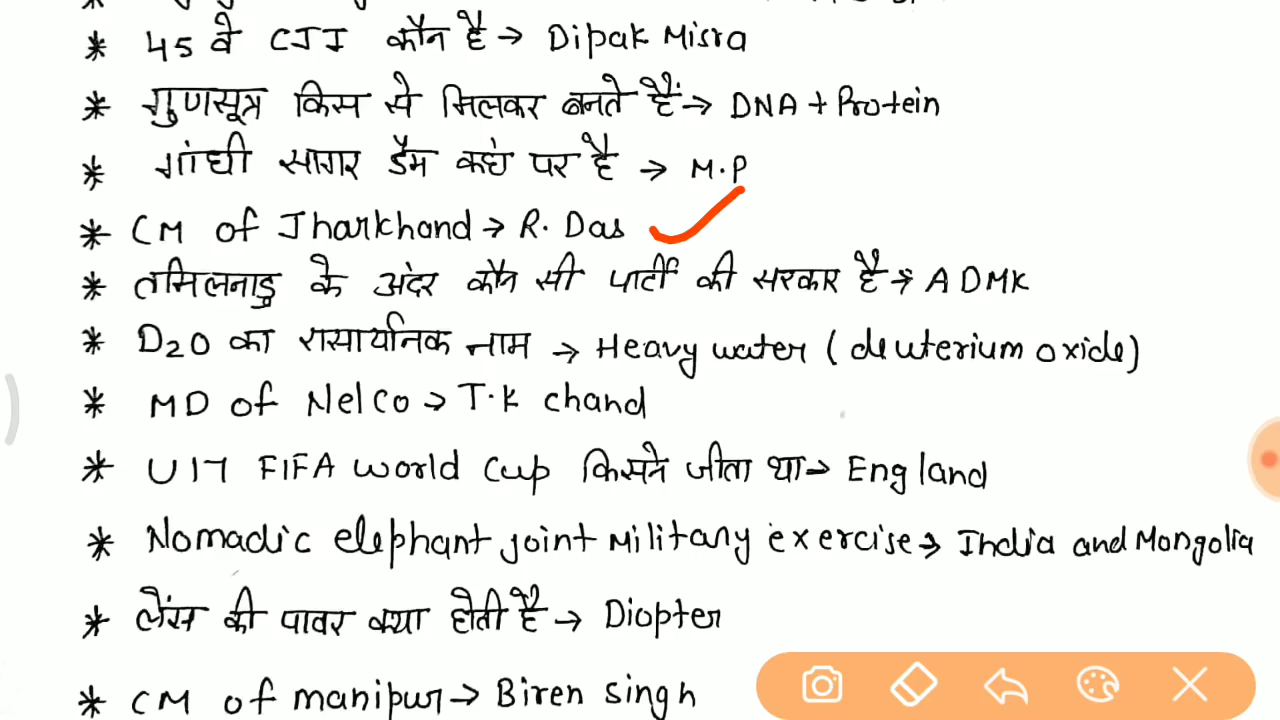 * 45 वे CJI कौन है → Dipak Misra
* गुणसूत्र किस से मिलकर बनते हैं → DNA + Protein
* गांधी सागर डैम कहां पर है → M.P
* CM of Jharkhand → R. Das
* तमिलनाडु के अंदर कौन सी पार्टी की सरकार है → ADMK
* D2O का रासायनिक नाम → Heavy water (deuterium oxide)
* MD of Nelco → T.K chand
* U17 FIFA world cup किसने जीता था → England
* Nomadic elephant joint Military exercise → India and Mongolia
* लेंस की पावर क्या होती है → Diopter
* CM of manipur → Biren singh